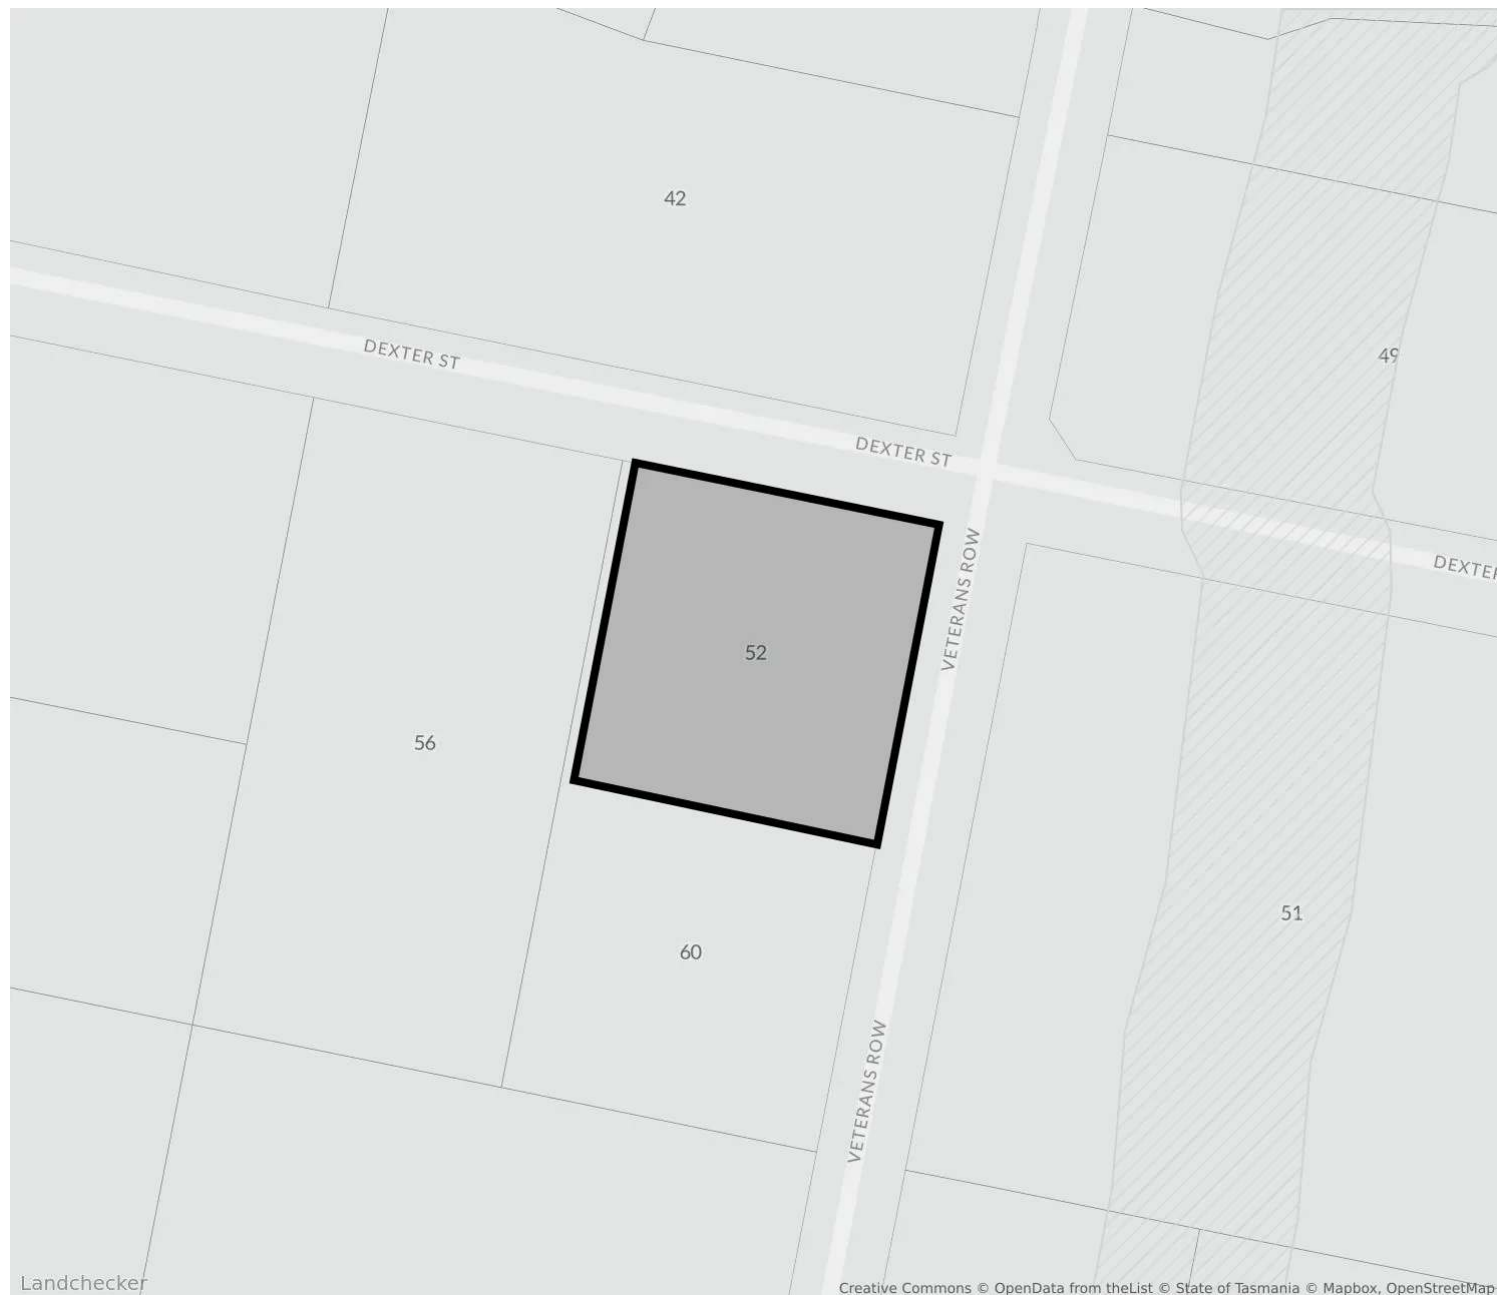 42
DEXTER ST
49
DEXTER ST
VETERANS ROW
DEXTER
52
56
51
60
VETERANS ROW
Landchecker
Creative Commons © OpenData from theList © State of Tasmania © Mapbox, OpenStreetMap